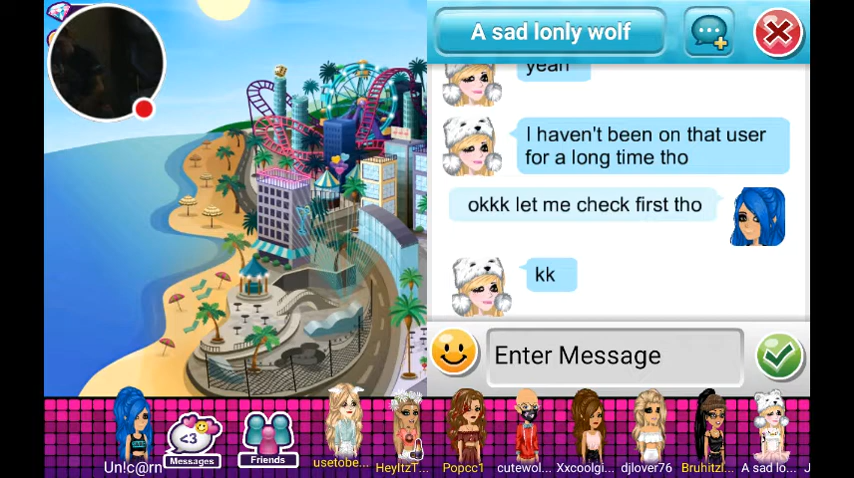 A sad lonly wolf
yeah
I haven't been on that user
for a long time tho
okkk let me check first tho
kk
Enter Message
<3
Messages
Friends
Un!c@rn
usetobe...
HeyItzT...
Popcc1
cutewol...
Xxcoolgi...
djlover76
Bruhitzl...
A sad lo...
J